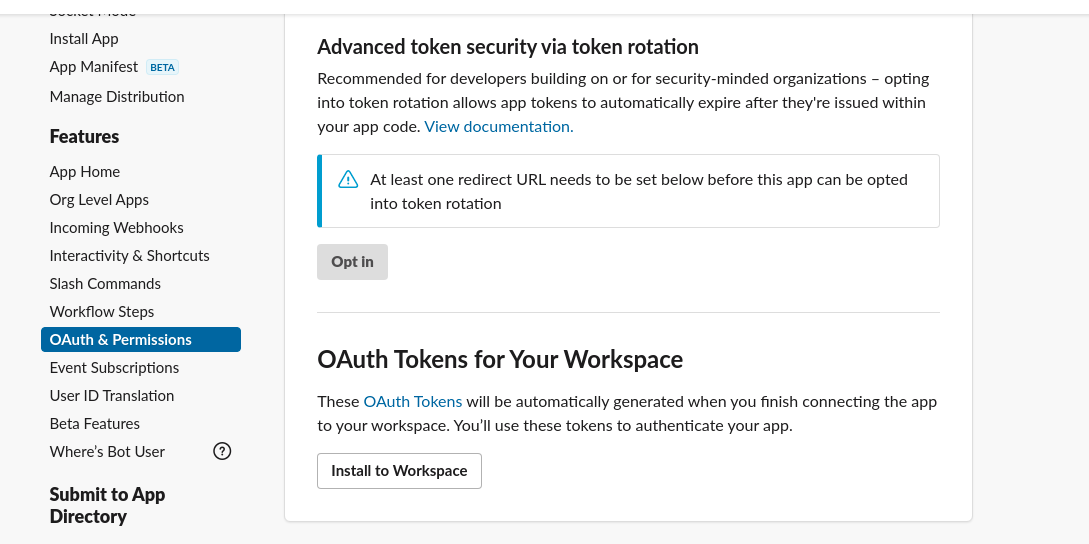 Socket Mode
Install App
App Manifest BETA
Manage Distribution
Features
App Home
Org Level Apps
Incoming Webhooks
Interactivity & Shortcuts
Slash Commands
Workflow Steps
OAuth & Permissions
Event Subscriptions
User ID Translation
Beta Features
Where's Bot User ?
Submit to App
Directory
Advanced token security via token rotation
Recommended for developers building on or for security-minded organizations – opting
into token rotation allows app tokens to automatically expire after they're issued within
your app code. View documentation.
At least one redirect URL needs to be set below before this app can be opted
into token rotation
Opt in
OAuth Tokens for Your Workspace
These OAuth Tokens will be automatically generated when you finish connecting the app
to your workspace. You’ll use these tokens to authenticate your app.
Install to Workspace